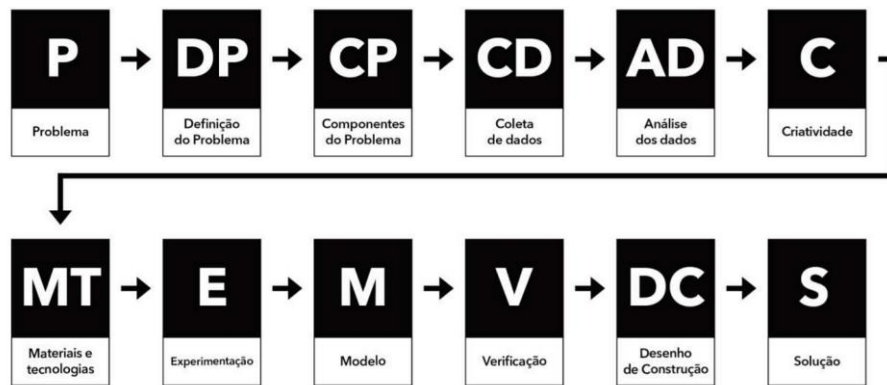 P
DP
CP
CD
AD
C
Problema
Definição
do Problema
Componentes
do Problema
Coleta
de dados
Análise
dos dados
Criatividade
MT
E
M
V
DC
S
Materiais e
tecnologias
Experimentação
Modelo
Verificação
Desenho
de Construção
Solução